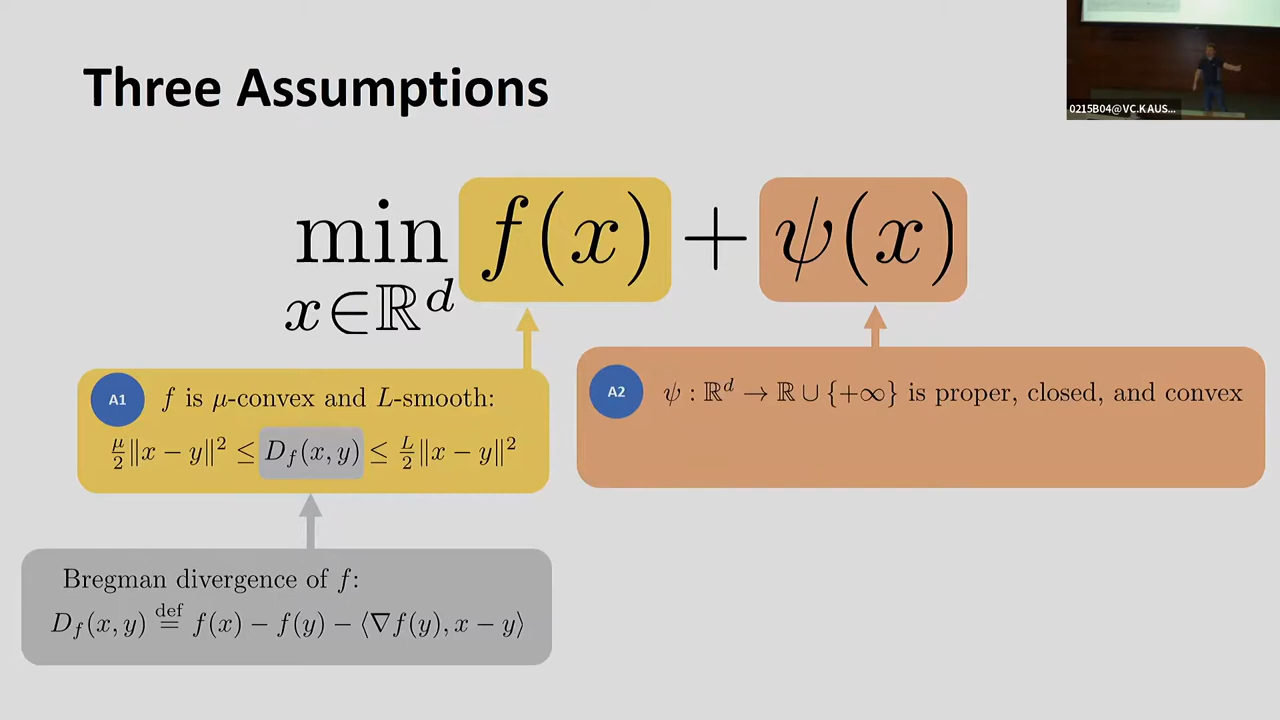 Three Assumptions
0215B04@VC.KAUS...
min f(x) + ψ(x)
x∈ℝ^d
A1 f is μ-convex and L-smooth:
μ/2 ‖x − y‖² ≤ D_f(x, y) ≤ L/2 ‖x − y‖²
A2 ψ : ℝ^d → ℝ ∪ {+∞} is proper, closed, and convex
Bregman divergence of f:
D_f(x, y) def= f(x) − f(y) − ⟨∇f(y), x − y⟩